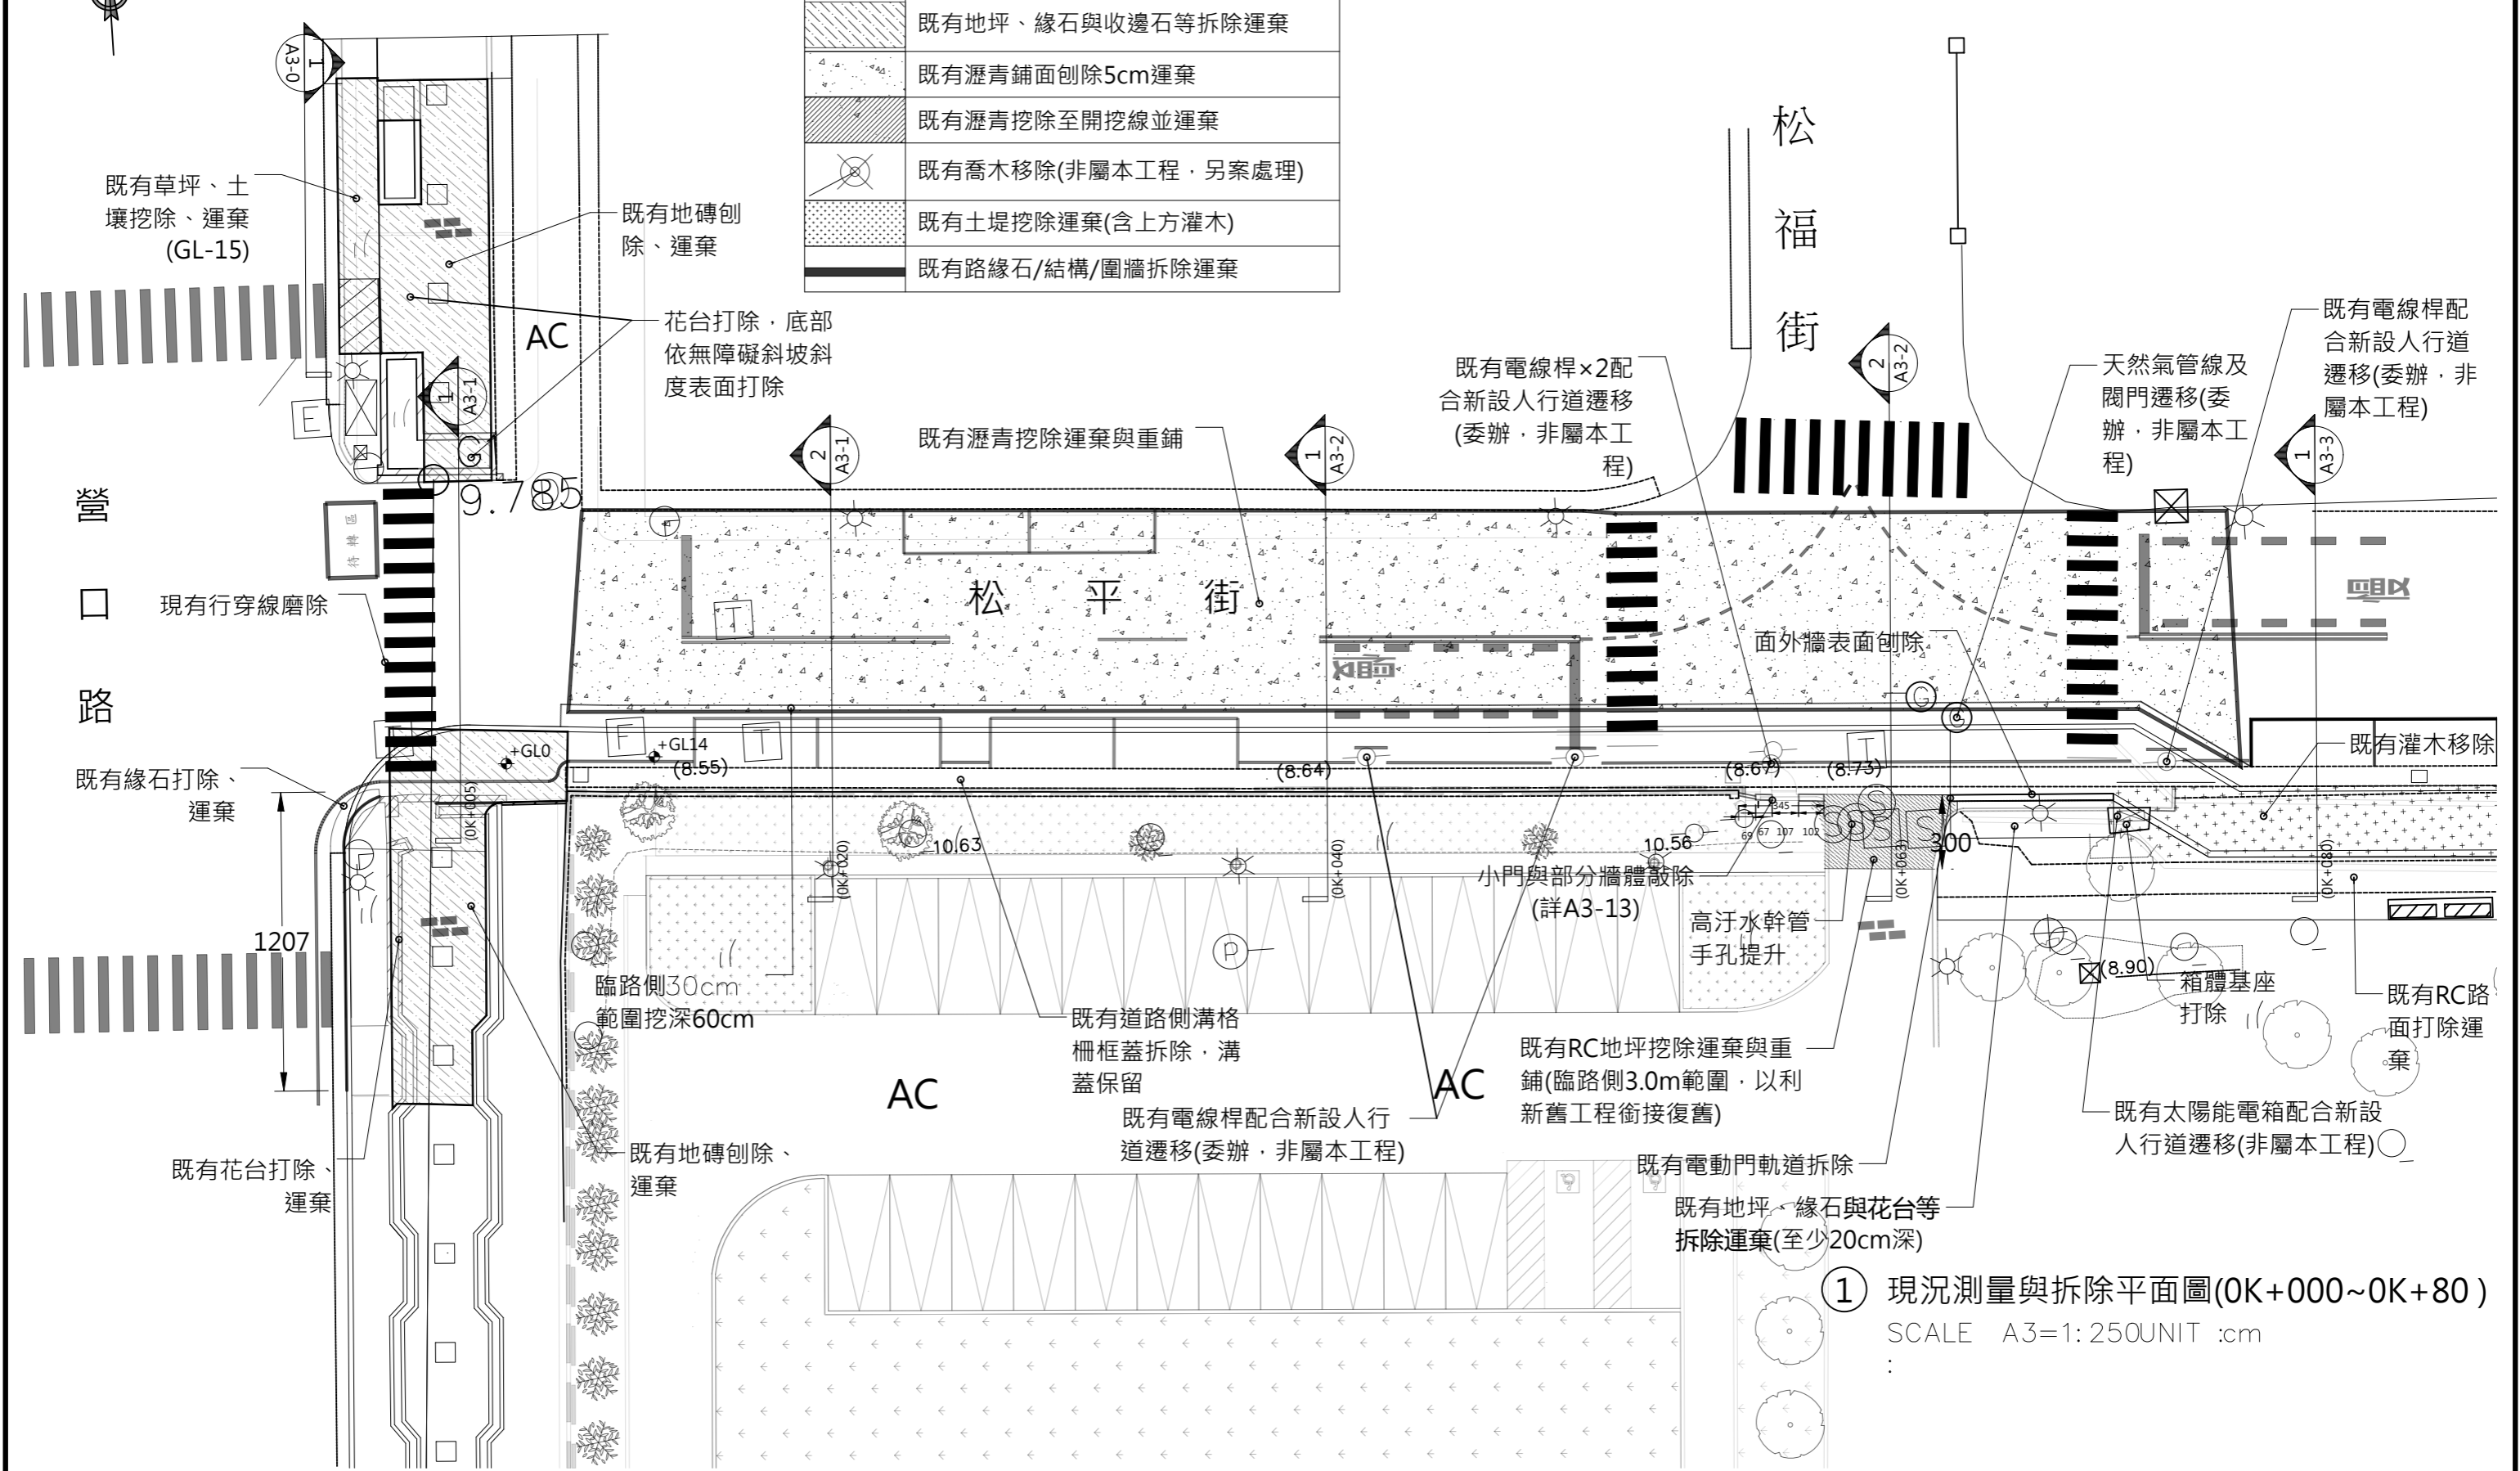 既有地坪、緣石與收邊石等拆除運棄
既有瀝青鋪面刨除5cm運棄
既有瀝青挖除至開挖線並運棄
既有喬木移除(非屬本工程，另案處理)
既有土堤挖除運棄(含上方灌木)
既有路緣石/結構/圍牆拆除運棄
1
A3-0
既有草坪、土
壤挖除、運棄
(GL-15)
既有地磚刨
除、運棄
花台打除，底部
依無障礙斜坡斜
度表面打除
AC
E
1
A3-1
松
福
街
2
A3-2
既有電線桿×2配
合新設人行道遷移
(委辦，非屬本工
程)
天然氣管線及
閥門遷移(委
辦，非屬本工
程)
既有電線桿配
合新設人行道
遷移(委辦，非
屬本工程)
2
A3-1
既有瀝青挖除運棄與重鋪
1
A3-2
1
A3-3
營
口
路
待轉區
現有行穿線磨除
T
松平街
面外牆表面刨除
G
G
+GL0
F
+GL14
(8.55)
T
(8.64)
(8.67)
(8.73)
T
既有灌木移除
既有緣石打除、
運棄
(0K+005)
(0K+020)
10.63
(0K+040)
10.56
345
69
67
107
102
S
S
S
S
S
300
(0K+063)
(0K+080)
小門與部分牆體敲除
(詳A3-13)
高汙水幹管
手孔提升
1207
P
臨路側30cm
範圍挖深60cm
既有道路側溝格
柵框蓋拆除，溝
蓋保留
AC
AC
既有電線桿配合新設人行
道遷移(委辦，非屬本工程)
既有RC地坪挖除運棄與重
鋪(臨路側3.0m範圍，以利
新舊工程銜接復舊)
(8.90)
箱體基座
打除
既有RC路
面打除運
棄
既有太陽能電箱配合新設
人行道遷移(非屬本工程)
既有花台打除、
運棄
既有地磚刨除、
運棄
既有電動門軌道拆除
既有地坪、緣石與花台等
拆除運棄(至少20cm深)
1
現況測量與拆除平面圖(0K+000~0K+80 )
SCALE A3=1:250UNIT :cm
: